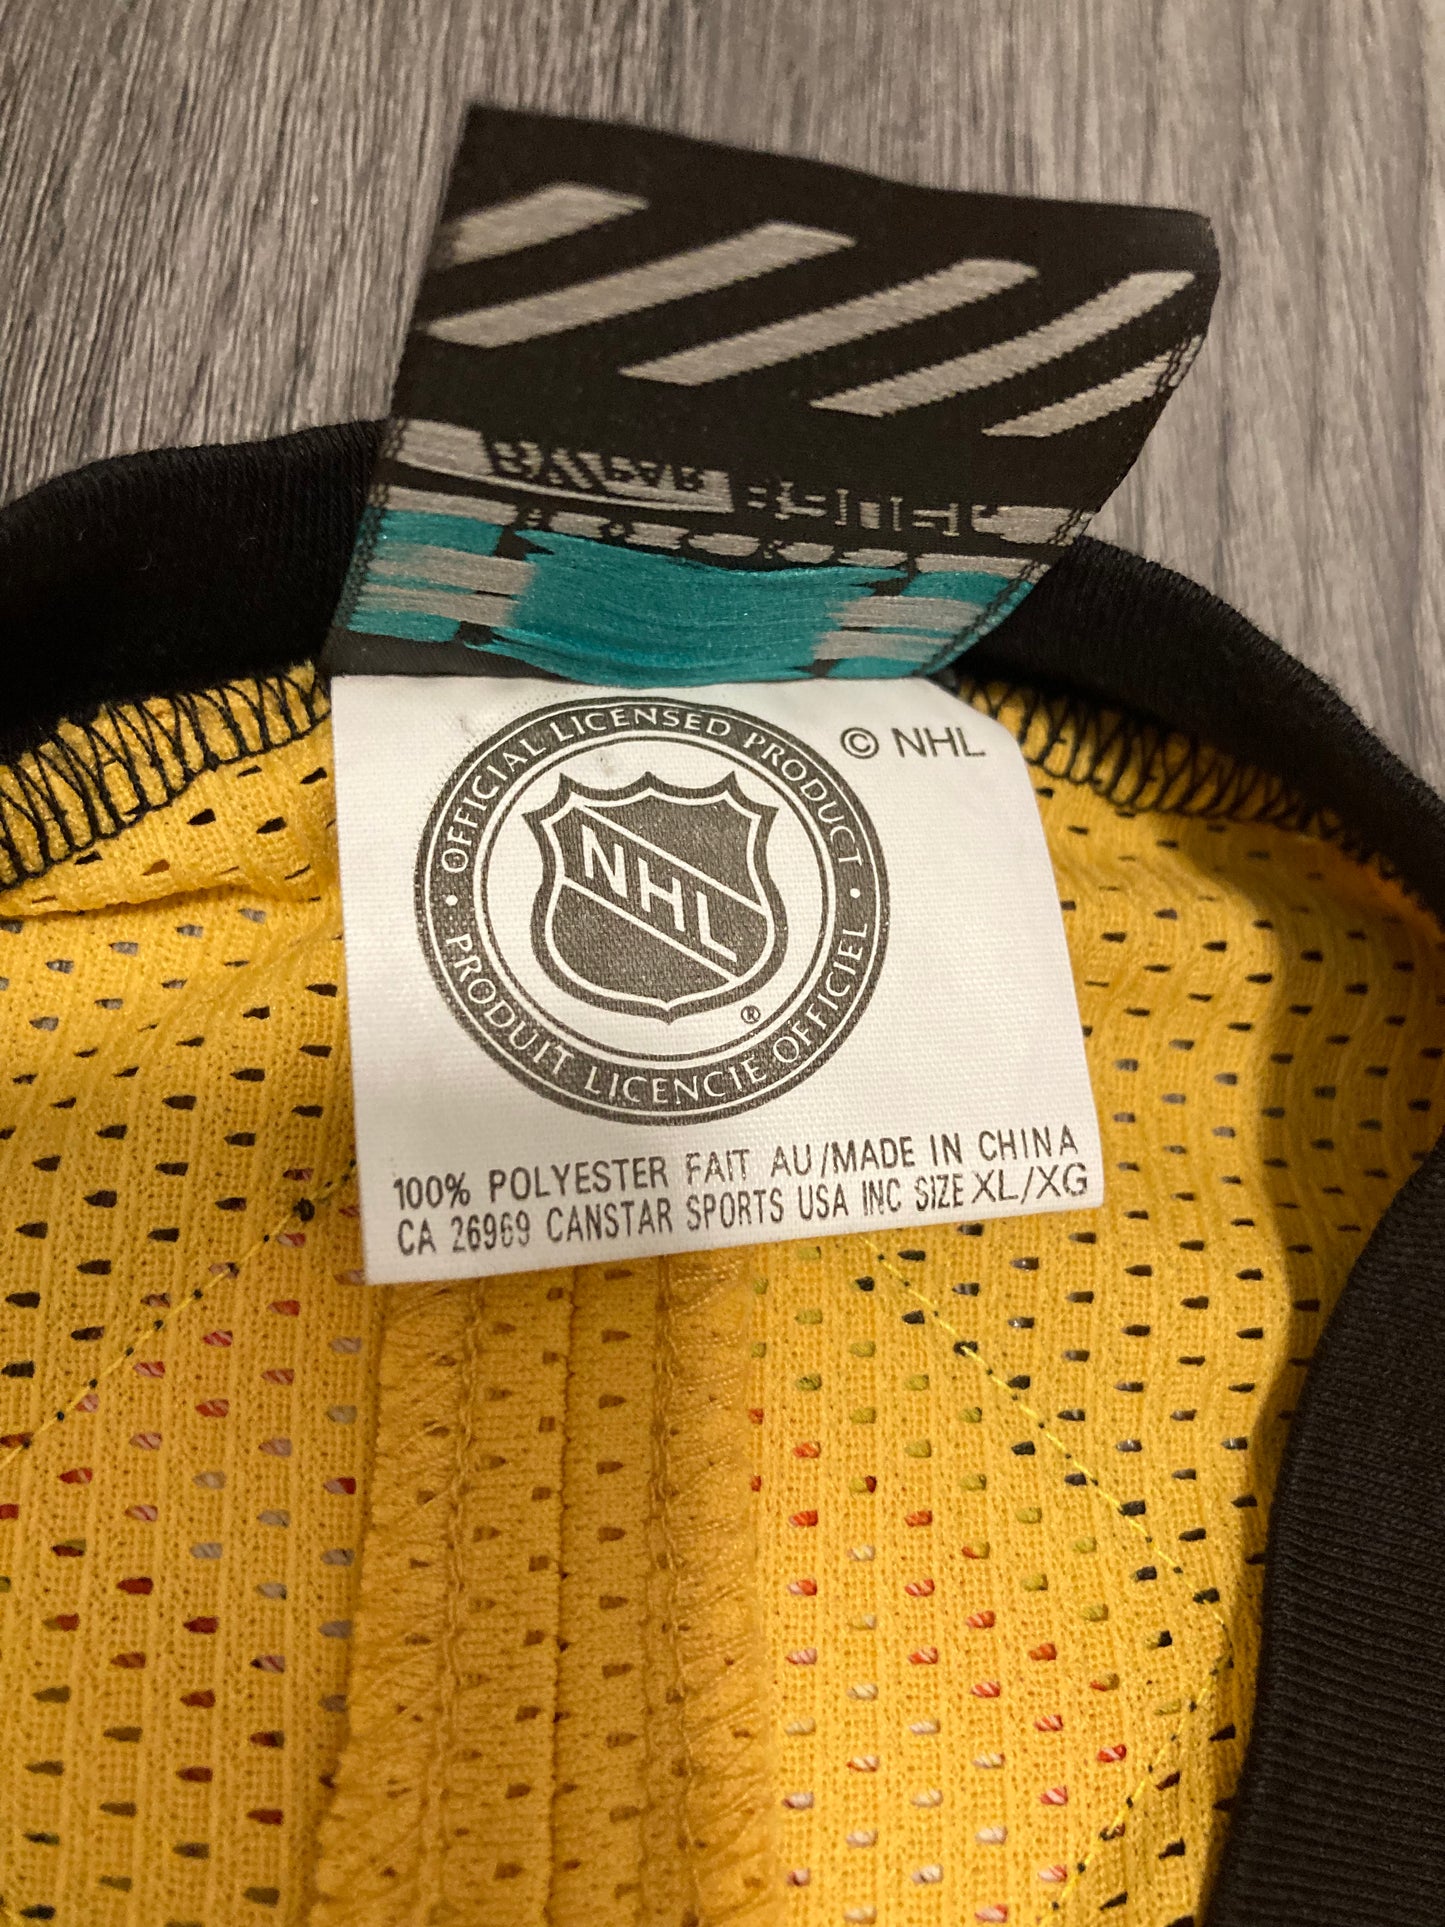 © NHL
OFFICIAL LICENSED PRODUCT
NHL
®
• PRODUIT LICENCIE OFFICIEL •
100% POLYESTER FAIT AU/MADE IN CHINA
CA 26969 CANSTAR SPORTS USA INC SIZE XL/XG